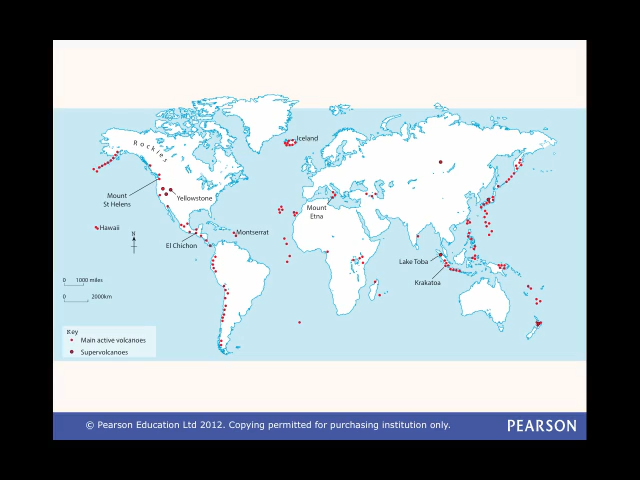 Rockies
Iceland
Mount
St Helens
Yellowstone
Mount
Etna
Hawaii
N
Montserrat
El Chichon
Lake Toba
Krakatoa
0 1000 miles
0 2000km
Key
Main active volcanoes
Supervolcanoes
© Pearson Education Ltd 2012. Copying permitted for purchasing institution only.
PEARSON